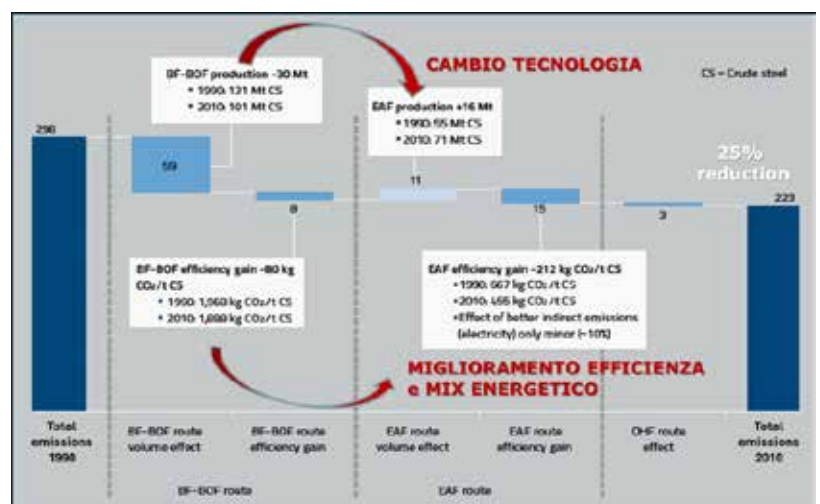 CAMBIO TECNOLOGIA
CS = Crude steel
BF-BOF production -30 Mt
• 1990: 131 Mt CS
• 2010: 101 Mt CS
EAF production +16 Mt
• 1990: 55 Mt CS
• 2010: 71 Mt CS
25%
reduction
298
59
8
11
15
3
223
BF-BOF efficiency gain -80 kg
CO₂/t CS
• 1990: kg CO₂/t CS
• 2010: kg CO₂/t CS
EAF efficiency gain -212 kg CO₂/t CS
• 1990: 667 kg CO₂/t CS
• 2010: 455 kg CO₂/t CS
• Effect of better indirect emissions
(electricity) only minor (~10%)
MIGLIORAMENTO EFFICIENZA
e MIX ENERGETICO
Total
emissions
BF-BOF route
volume effect
BF-BOF route
efficiency gain
EAF route
volume effect
EAF route
efficiency gain
OHF route
effect
Total
emissions
2010
BF-BOF route
EAF route